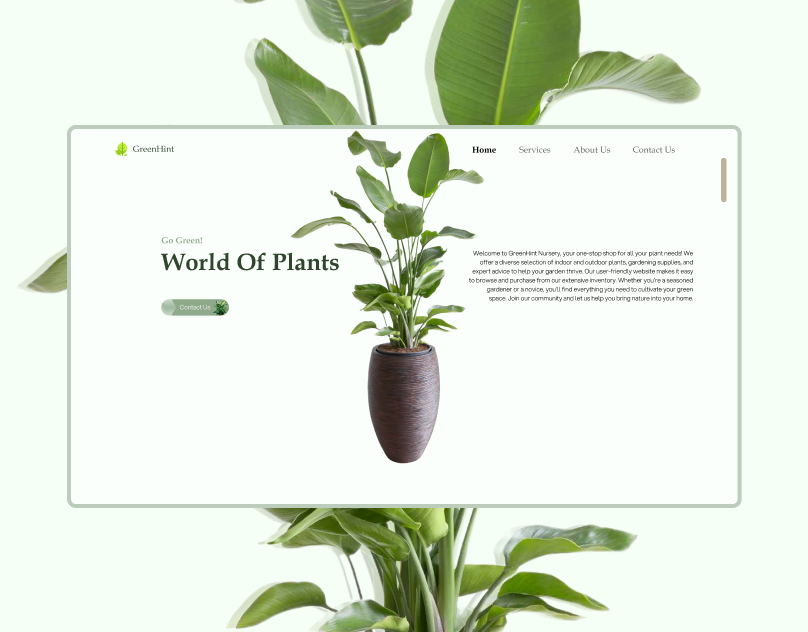 GreenHint
Home
Services
About Us
Contact Us
Go Green!
World Of Plants
Contact Us
Welcome to GreenHint Nursery, your one-stop shop for all your plant needs! We
offer a diverse selection of indoor and outdoor plants, gardening supplies, and
expert advice to help your garden thrive. Our user-friendly website makes it easy
to browse and purchase from our extensive inventory. Whether you're a seasoned
gardener or a novice, you'll find everything you need to cultivate your green
space. Join our community and let us help you bring nature into your home.